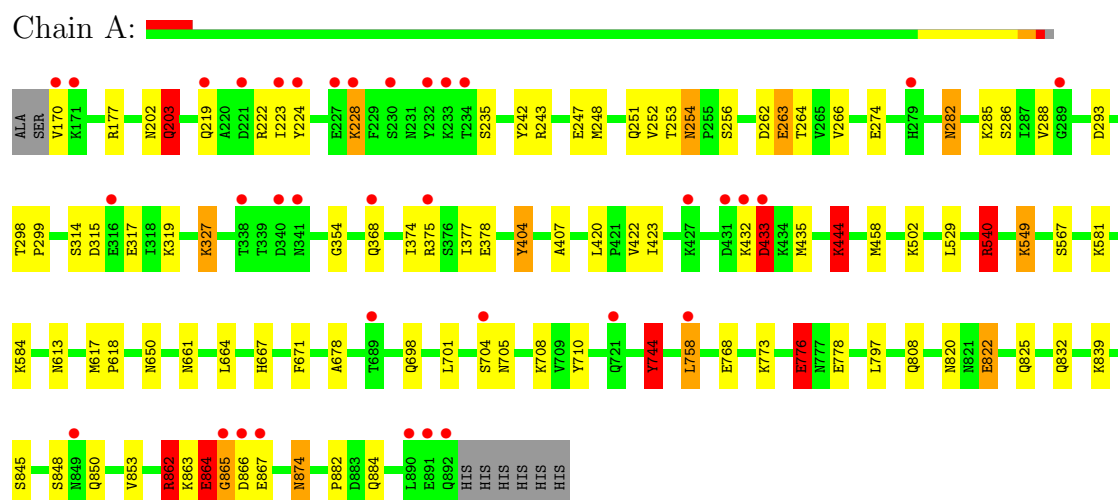 Chain A:
ALA SER V170 K171 R177 N202 Q203 Q219 A220 D221 R222 I223 Y224 E227 K228 F229 S230 N231 Y232 K233 T234 S235 Y242 R243 E247 M248 Q251 V252 T253 N254 P255 S256 D262 E263 T264 V265 V266 E274 H279 N282 K285 S286 I287 V288 G289 D293
T298 P299 S314 D315 E316 E317 I318 K319 K327 T338 T339 D340 N341 G354 Q368 I374 R375 S376 I377 E378 Y404 A407 L420 P421 V422 I423 K427 D431 K432 D433 K434 M435 K444 M458 K502 L529 R540 K549 S567 K581
K584 N613 M617 P618 N650 N661 L664 H667 F671 A678 T689 Q698 L701 S704 N705 K708 V709 Y710 Q721 Y744 L758 E768 K773 E776 N777 E778 L797 Q808 N820 N821 E822 Q825 Q832 K839
S845 S848 N849 Q850 V853 R862 K863 E864 G865 D866 E867 N874 P882 D883 Q884 L890 E891 Q892 HIS HIS HIS HIS HIS HIS